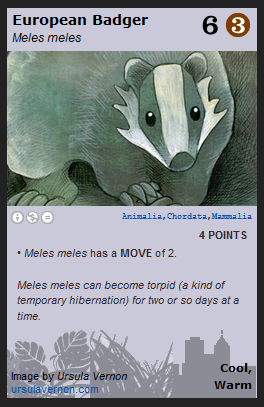 European Badger 6 3
Meles meles
Animalia,Chordata,Mammalia
4 POINTS
• Meles meles has a MOVE of 2.
Meles meles can become torpid (a kind of
temporary hibernation) for two or so days at a
time.
Cool,
Warm
Image by Ursula Vernon
ursulavernon.com